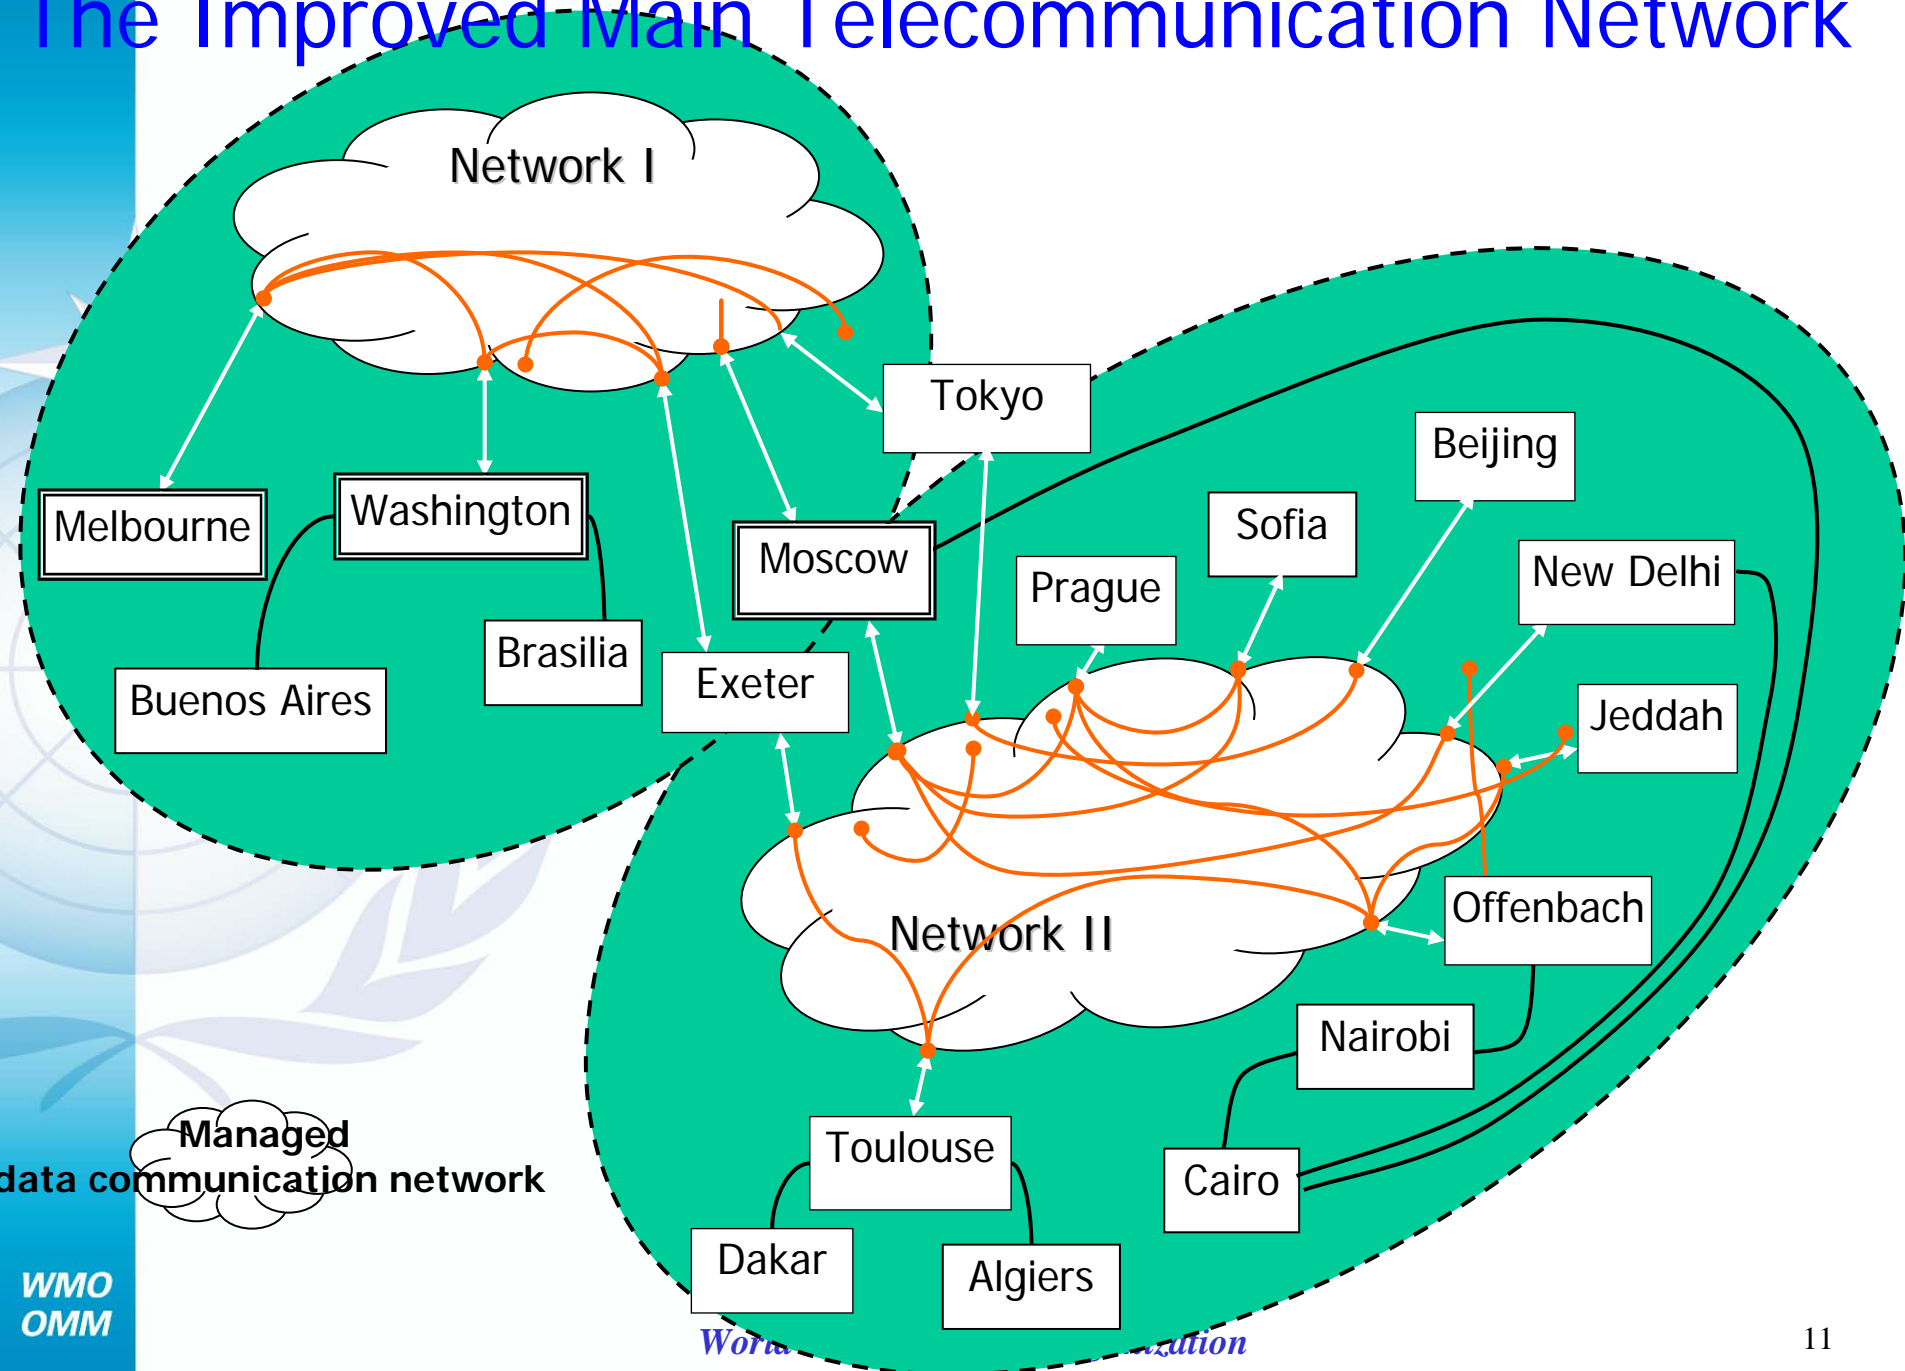 The Improved Main Telecommunication Network
Network I
Tokyo
Beijing
Melbourne
Washington
Moscow
Sofia
Prague
New Delhi
Buenos Aires
Brasilia
Exeter
Jeddah
Network II
Offenbach
Nairobi
Managed
data communication network
Toulouse
Cairo
Dakar
Algiers
WMO
OMM
11